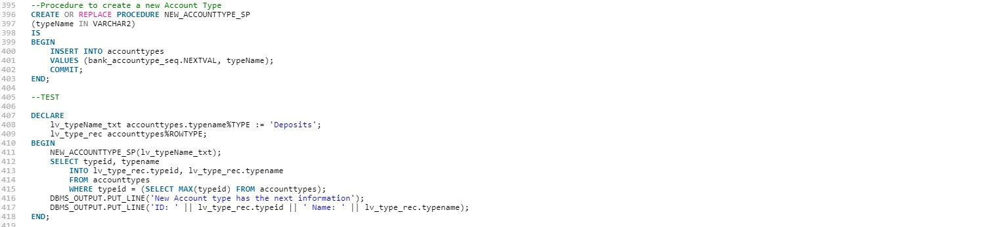 395 --Procedure to create a new Account Type
396 CREATE OR REPLACE PROCEDURE NEW_ACCOUNTTYPE_SP
397 (typeName IN VARCHAR2)
398 IS
399 BEGIN
400     INSERT INTO accounttypes
401     VALUES (bank_accountype_seq.NEXTVAL, typeName);
402     COMMIT;
403 END;
404
405 --TEST
406
407 DECLARE
408     lv_typeName_txt accounttypes.typename%TYPE := 'Deposits';
409     lv_type_rec accounttypes%ROWTYPE;
410 BEGIN
411     NEW_ACCOUNTTYPE_SP(lv_typeName_txt);
412     SELECT typeid, typename
413         INTO lv_type_rec.typeid, lv_type_rec.typename
414         FROM accounttypes
415         WHERE typeid = (SELECT MAX(typeid) FROM accounttypes);
416     DBMS_OUTPUT.PUT_LINE('New Account type has the next information');
417     DBMS_OUTPUT.PUT_LINE('ID: ' || lv_type_rec.typeid || ' Name: ' || lv_type_rec.typename);
418 END;
419